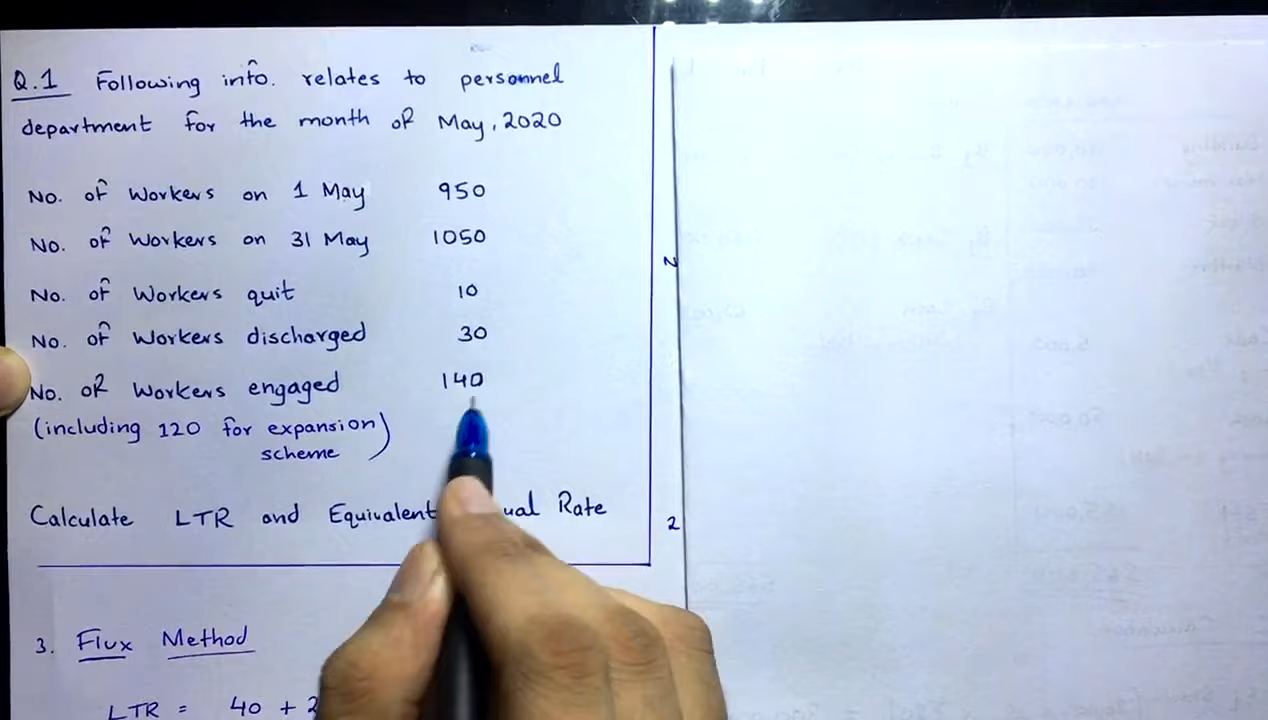 Q.1 Following info. relates to personnel
department for the month of May, 2020
No. of Workers on 1 May 950
No. of Workers on 31 May 1050
No. of Workers quit 10
No. of Workers discharged 30
No. of Workers engaged 140
(including 120 for expansion
scheme)
Calculate LTR and Equivalent ual Rate
3. Flux Method
LTR = 40 + 2
2